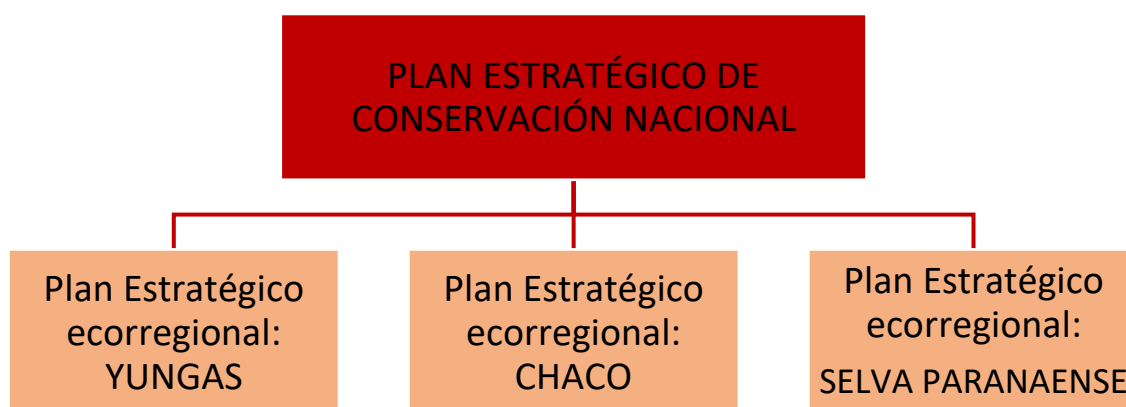 PLAN ESTRATÉGICO DE
CONSERVACIÓN NACIONAL
Plan Estratégico
ecorregional:
YUNGAS
Plan Estratégico
ecorregional:
CHACO
Plan Estratégico
ecorregional:
SELVA PARANAENSE